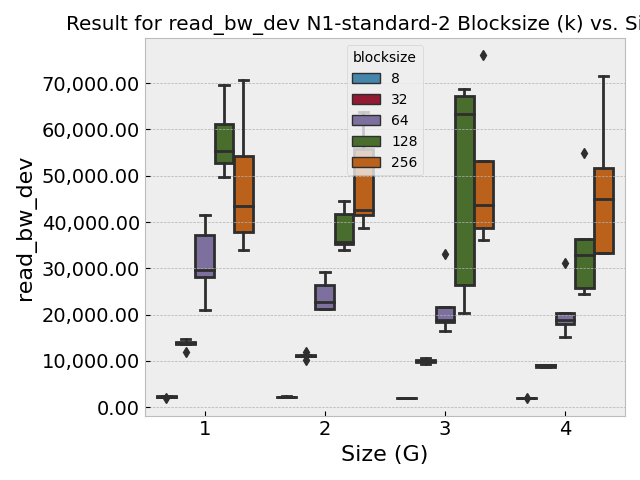 Result for read_bw_dev N1-standard-2 Blocksize (k) vs. Si
blocksize
8
32
64
128
256
70,000.00
60,000.00
50,000.00
40,000.00
30,000.00
20,000.00
10,000.00
0.00
read_bw_dev
1 2 3 4
Size (G)